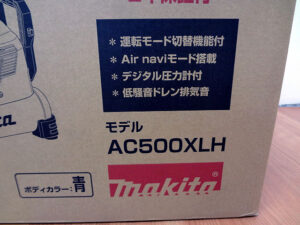 * 運転モード切替機能付
* Air naviモード搭載
* デジタル圧力計付
* 低騒音ドレン排気音
モデル
AC500XLH
ボディカラー: 青
makita